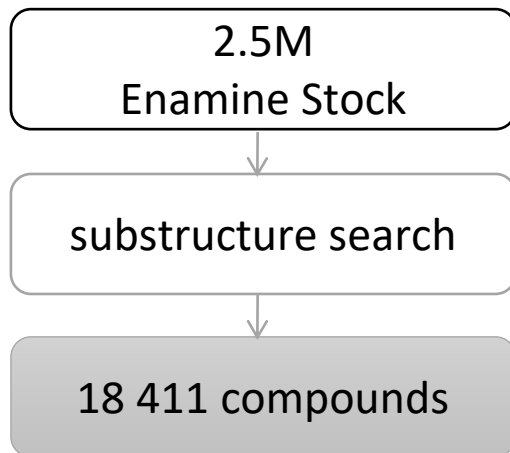 2.5M
Enamine Stock
substructure search
18 411 compounds